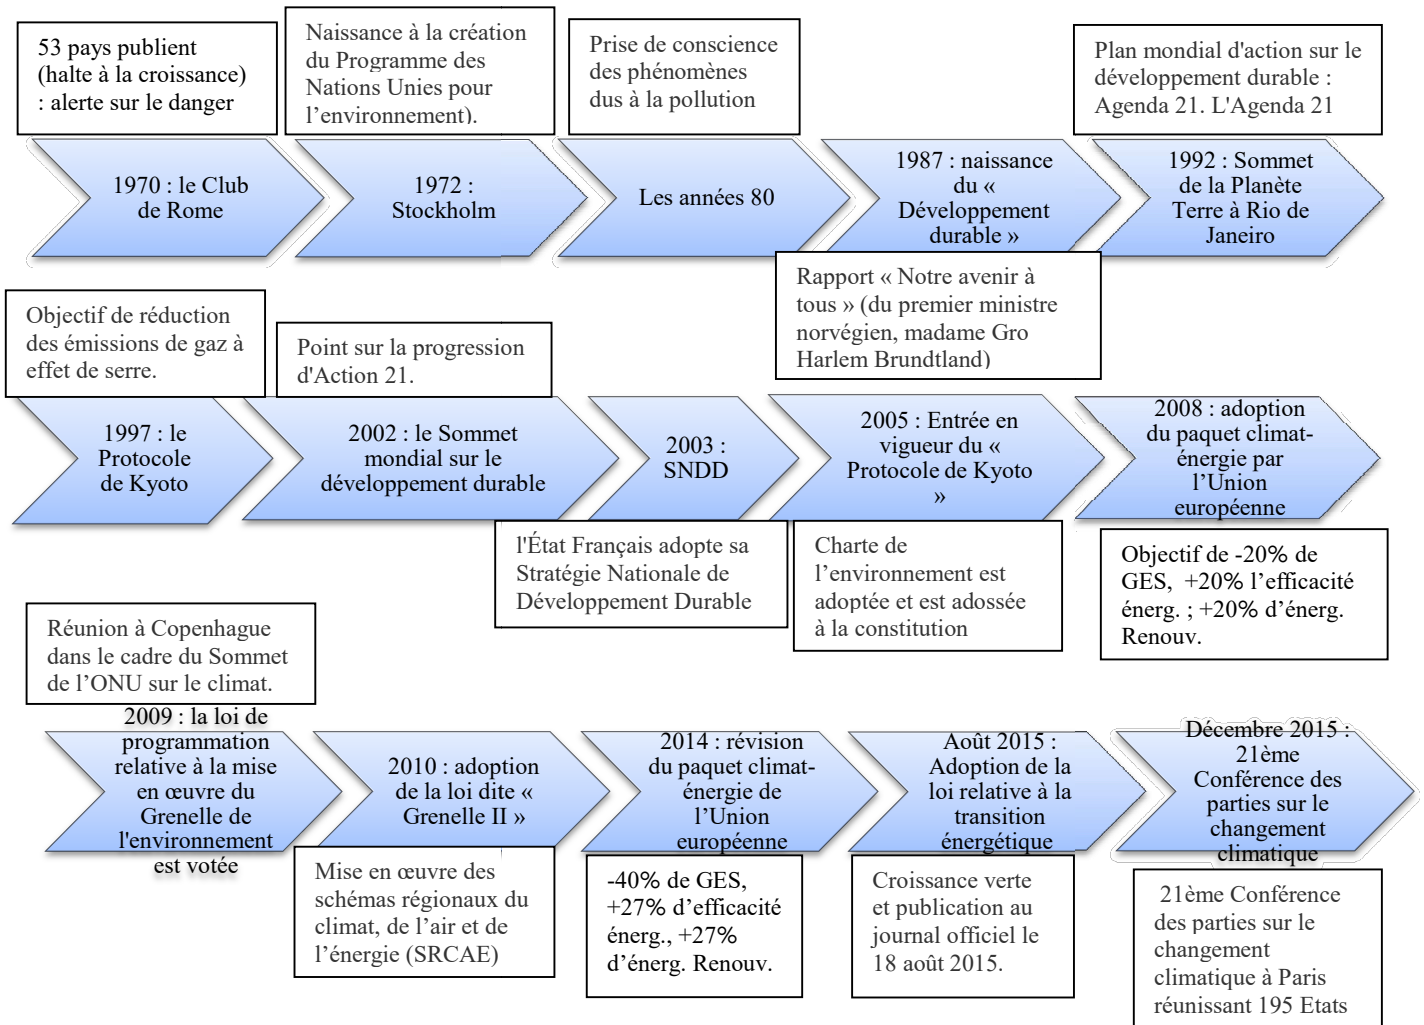 53 pays publient
(halte à la croissance)
: alerte sur le danger
Naissance à la création
du Programme des
Nations Unies pour
l’environnement).
Prise de conscience
des phénomènes
dus à la pollution
Plan mondial d'action sur le
développement durable :
Agenda 21. L'Agenda 21
1970 : le Club
de Rome
1972 :
Stockholm
Les années 80
1987 : naissance
du «
Développement
durable »
1992 : Sommet
de la Planète
Terre à Rio de
Janeiro
Rapport « Notre avenir à
tous » (du premier ministre
norvégien, madame Gro
Harlem Brundtland)
Objectif de réduction
des émissions de gaz à
effet de serre.
Point sur la progression
d'Action 21.
1997 : le
Protocole
de Kyoto
2002 : le Sommet
mondial sur le
développement durable
2003 :
SNDD
2005 : Entrée en
vigueur du «
Protocole de Kyoto
»
2008 : adoption
du paquet climat-
énergie par
l’Union
européenne
l'État Français adopte sa
Stratégie Nationale de
Développement Durable
Charte de
l’environnement est
adoptée et est adossée
à la constitution
Objectif de -20% de
GES, +20% l’efficacité
énerg. ; +20% d’énerg.
Renouv.
Réunion à Copenhague
dans le cadre du Sommet
de l’ONU sur le climat.
2009 : la loi de
programmation
relative à la mise
en œuvre du
Grenelle de
l'environnement
est votée
2010 : adoption
de la loi dite «
Grenelle II »
2014 : révision
du paquet climat-
énergie de
l’Union
européenne
Août 2015 :
Adoption de la
loi relative à la
transition
énergétique
Décembre 2015 :
21ème
Conférence des
parties sur le
changement
climatique
Mise en œuvre des
schémas régionaux du
climat, de l’air et de
l’énergie (SRCAE)
-40% de GES,
+27% d’efficacité
énerg., +27%
d’énerg. Renouv.
Croissance verte
et publication au
journal officiel le
18 août 2015.
21ème Conférence
des parties sur le
changement
climatique à Paris
réunissant 195 Etats